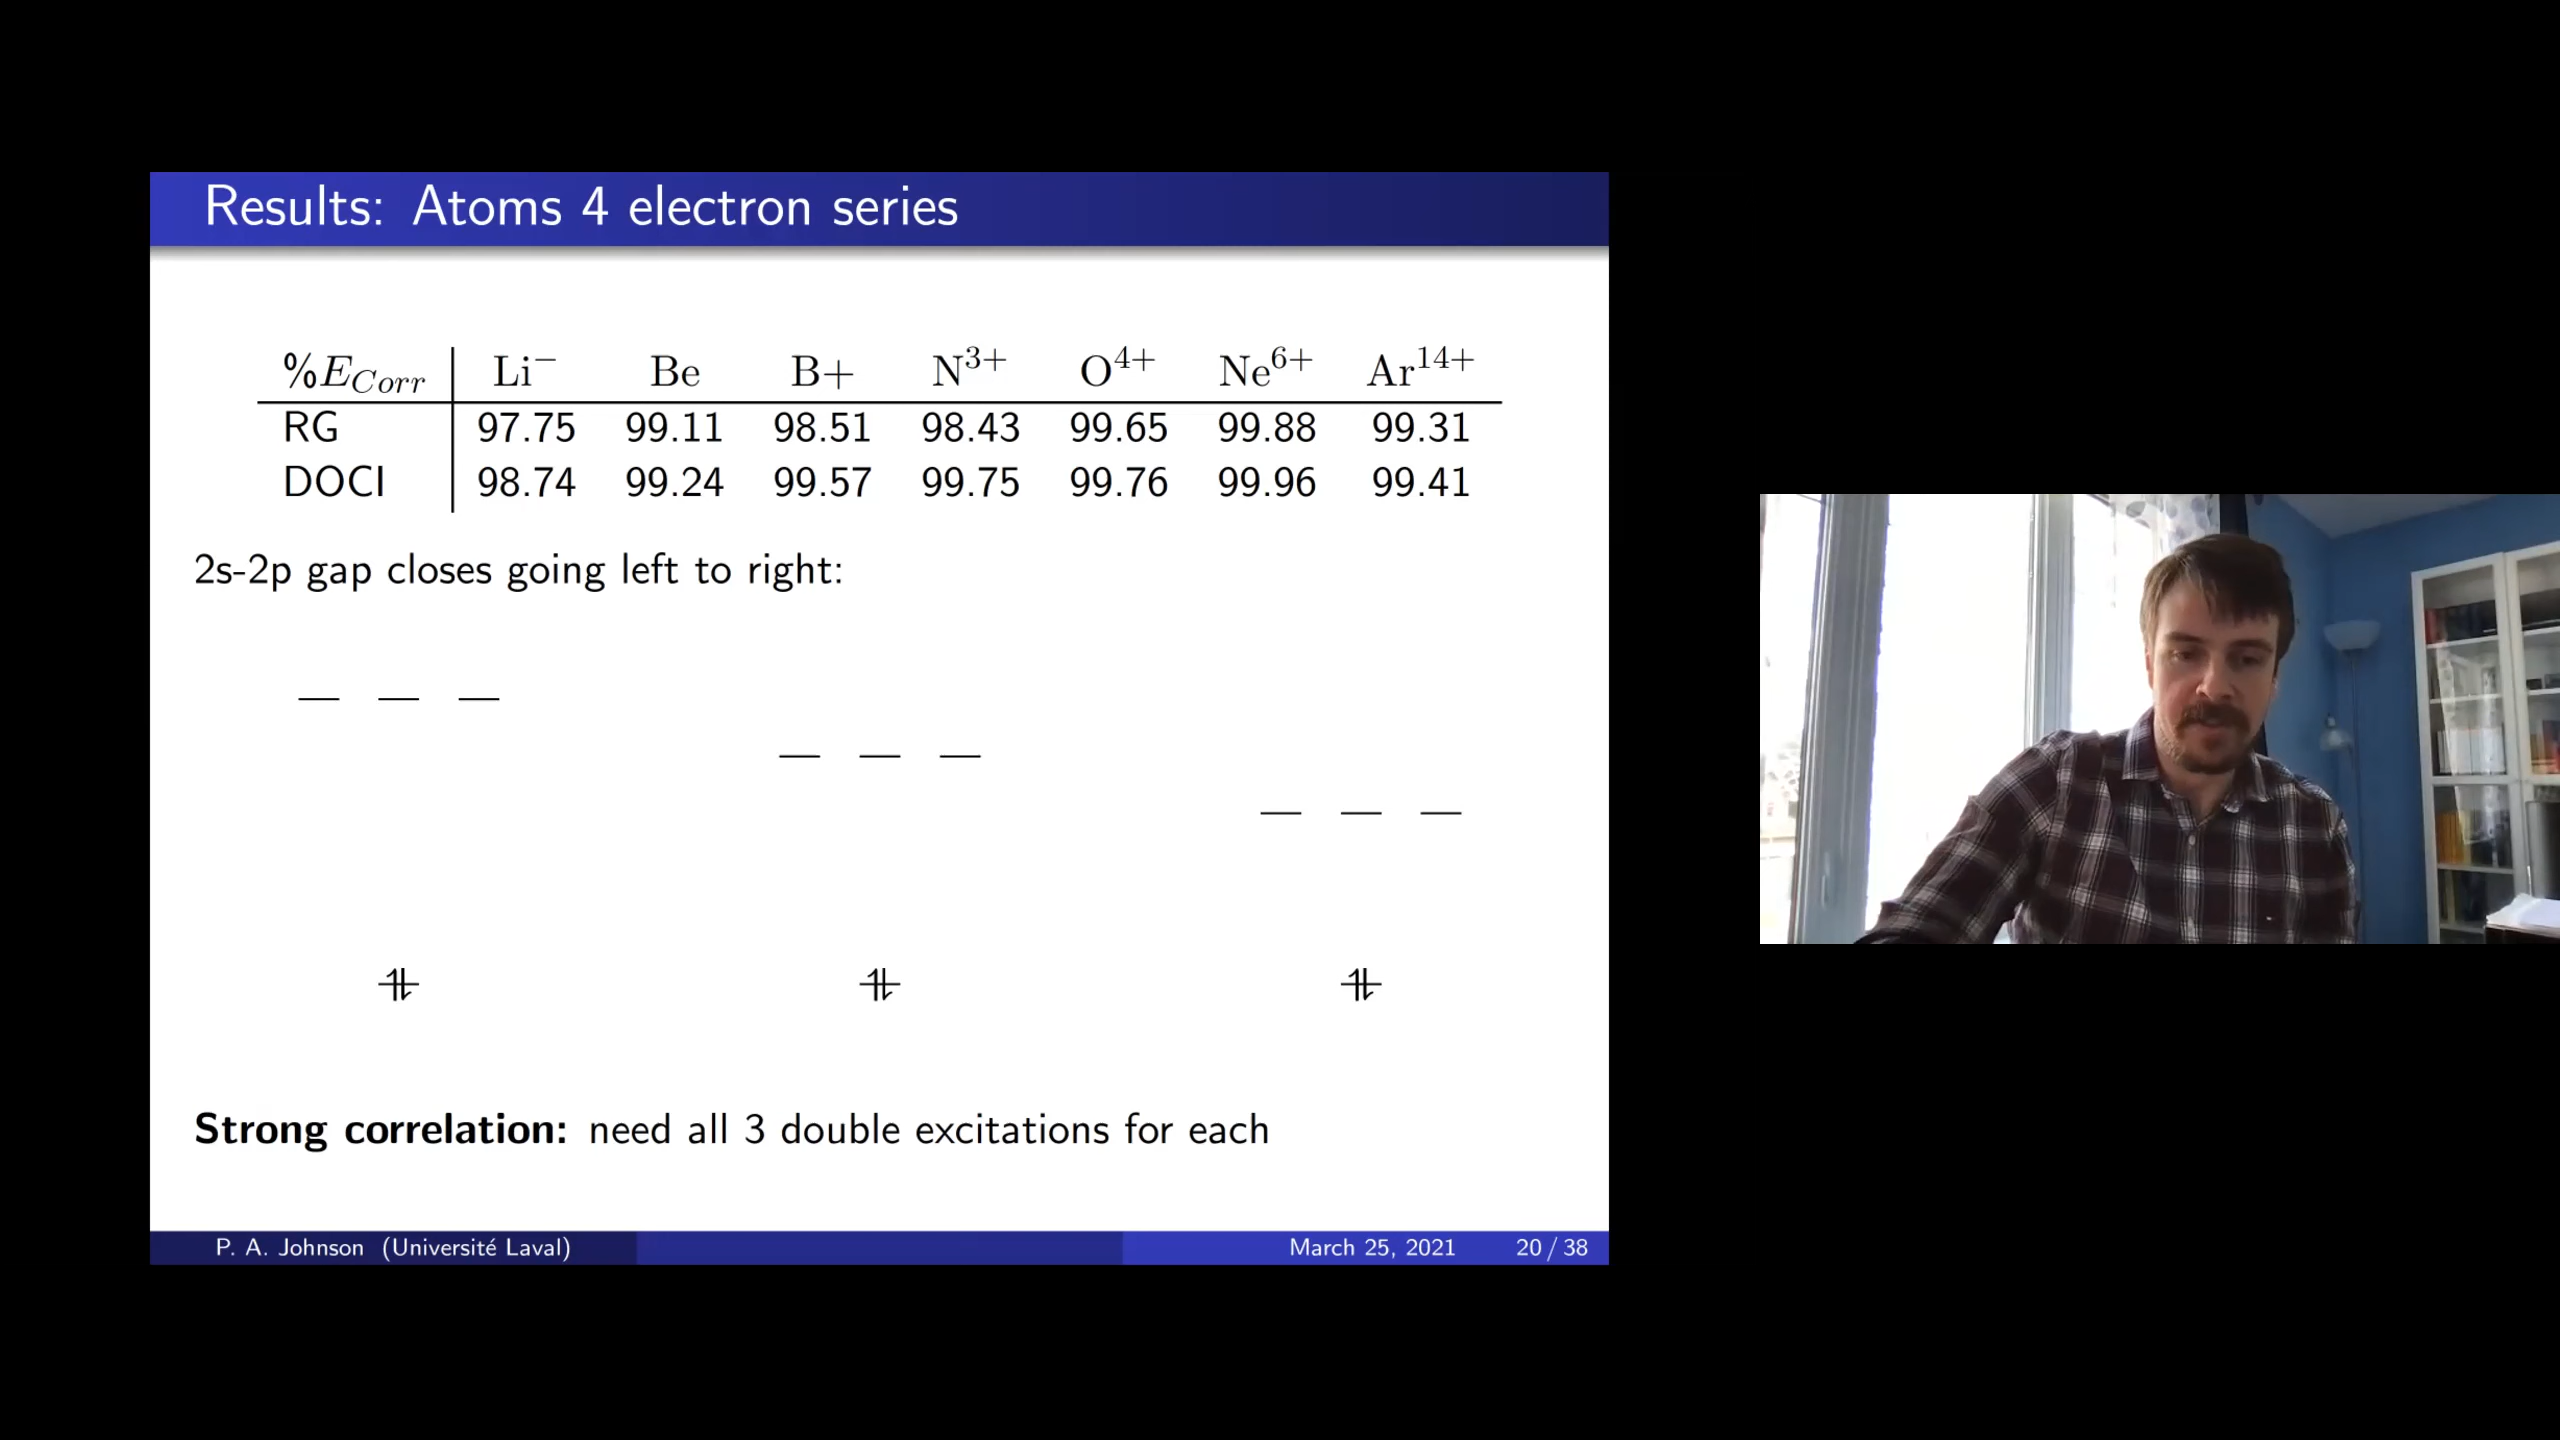 Results: Atoms 4 electron series
%E_Corr Li⁻ Be B+ N³⁺ O⁴⁺ Ne⁶⁺ Ar¹⁴⁺
RG 97.75 99.11 98.51 98.43 99.65 99.88 99.31
DOCI 98.74 99.24 99.57 99.75 99.76 99.96 99.41
2s-2p gap closes going left to right:
Strong correlation: need all 3 double excitations for each
P. A. Johnson (Université Laval) March 25, 2021 20 / 38